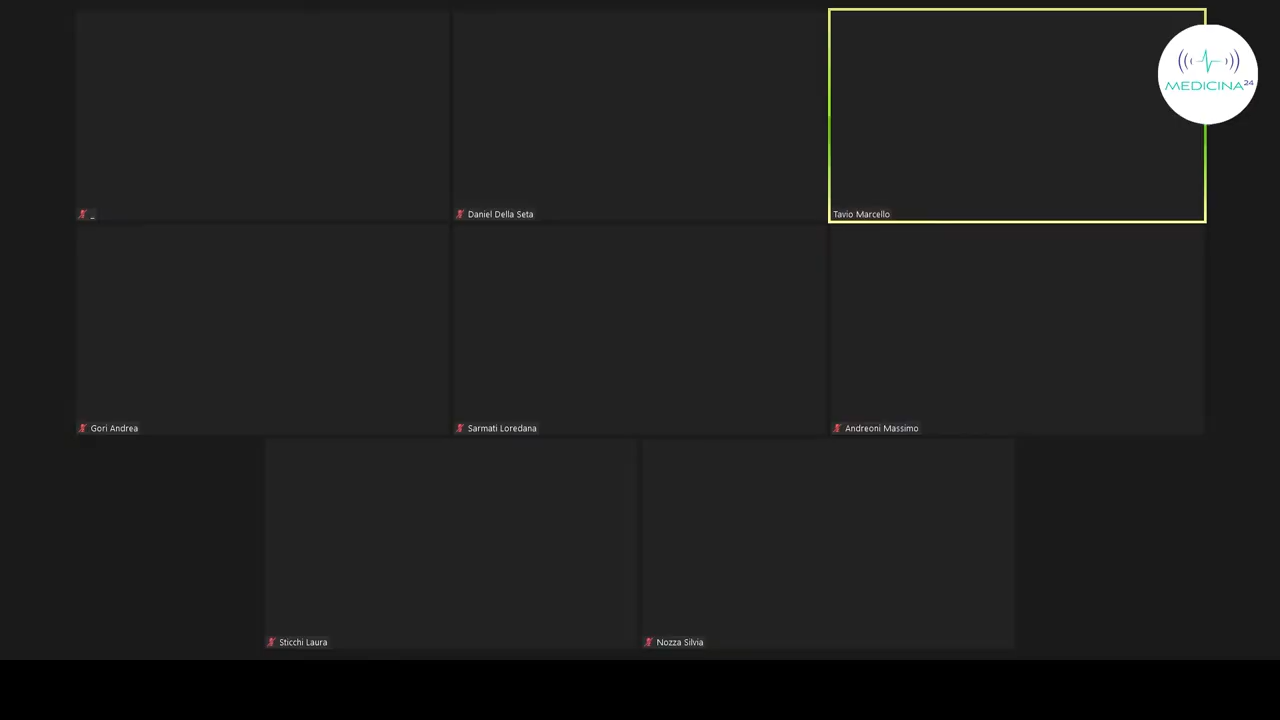 MEDICINA24
_
Daniel Della Seta
Tavio Marcello
Gori Andrea
Sarmati Loredana
Andreoni Massimo
Sticchi Laura
Nozza Silvia